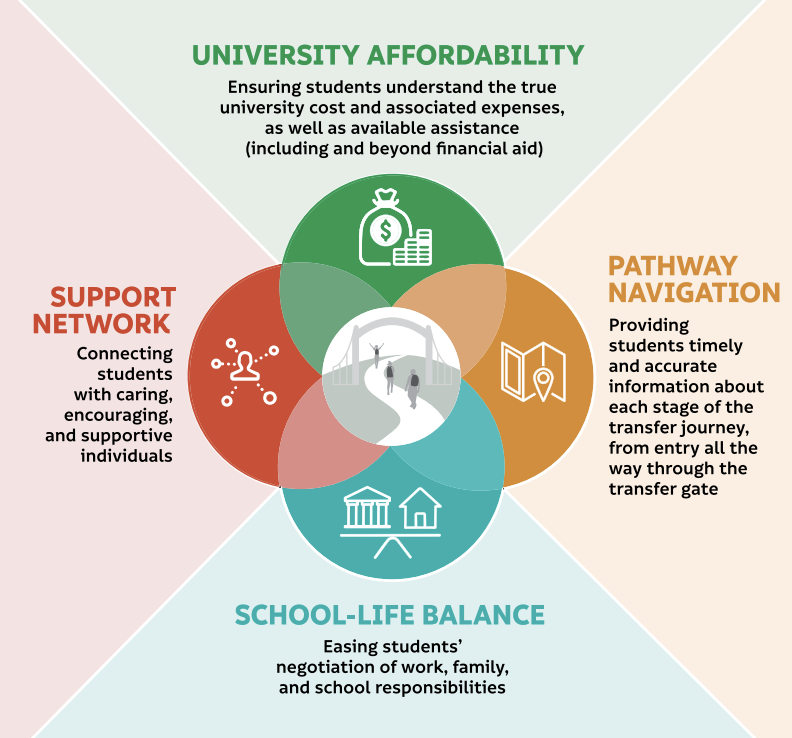 UNIVERSITY AFFORDABILITY
Ensuring students understand the true
university cost and associated expenses,
as well as available assistance
(including and beyond financial aid)
SUPPORT
NETWORK
Connecting
students
with caring,
encouraging,
and supportive
individuals
$
PATHWAY
NAVIGATION
Providing
students timely
and accurate
information about
each stage of the
transfer journey,
from entry all the
way through the
transfer gate
SCHOOL-LIFE BALANCE
Easing students’
negotiation of work, family,
and school responsibilities